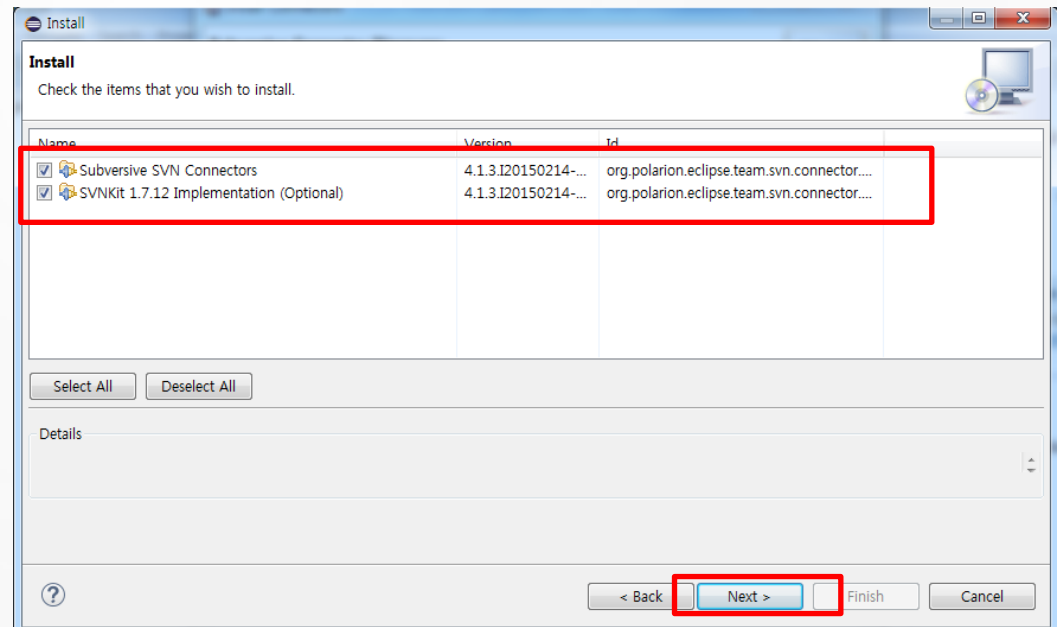 Install
Install
Check the items that you wish to install.
Name Version Id
Subversive SVN Connectors 4.1.3.I20150214-... org.polarion.eclipse.team.svn.connector....
SVNKit 1.7.12 Implementation (Optional) 4.1.3.I20150214-... org.polarion.eclipse.team.svn.connector....
Select All Deselect All
Details
< Back Next > Finish Cancel